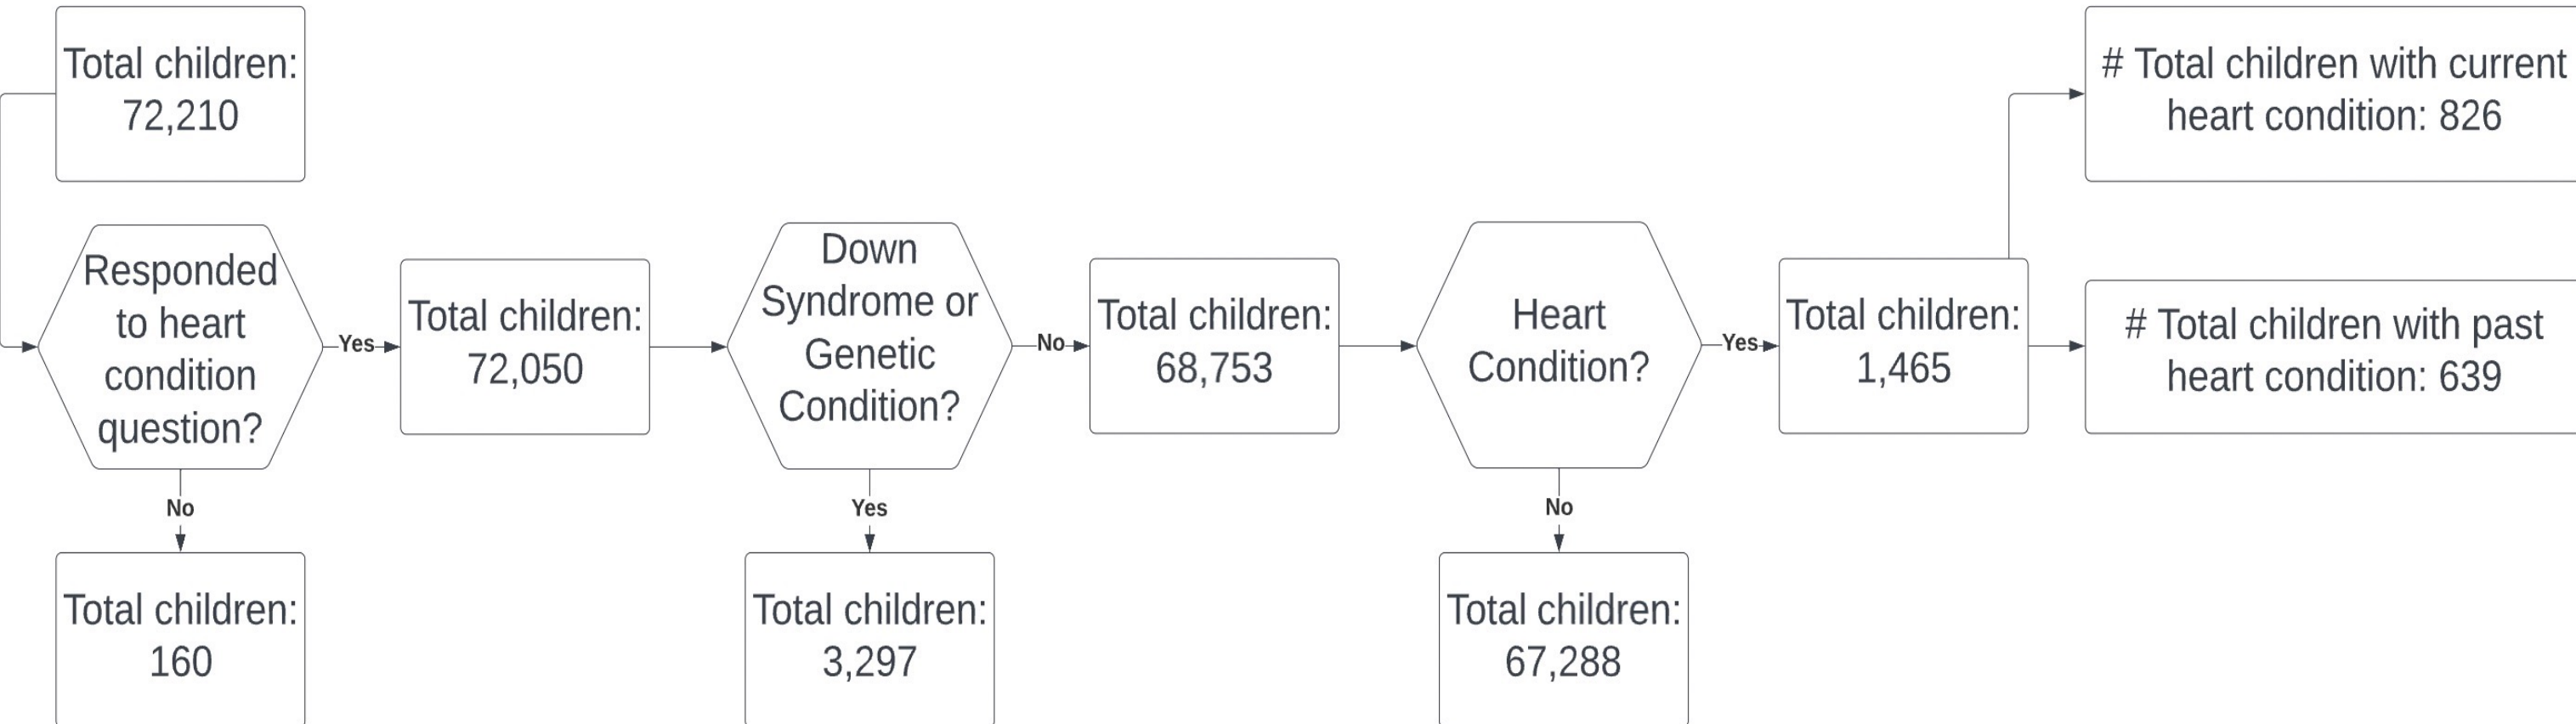 Total children:
72,210
# Total children with current
heart condition: 826
Responded
to heart
condition
question?
Yes
Total children:
72,050
Down
Syndrome or
Genetic
Condition?
No
Total children:
68,753
Heart
Condition?
Yes
Total children:
1,465
# Total children with past
heart condition: 639
No
Yes
No
Total children:
160
Total children:
3,297
Total children:
67,288